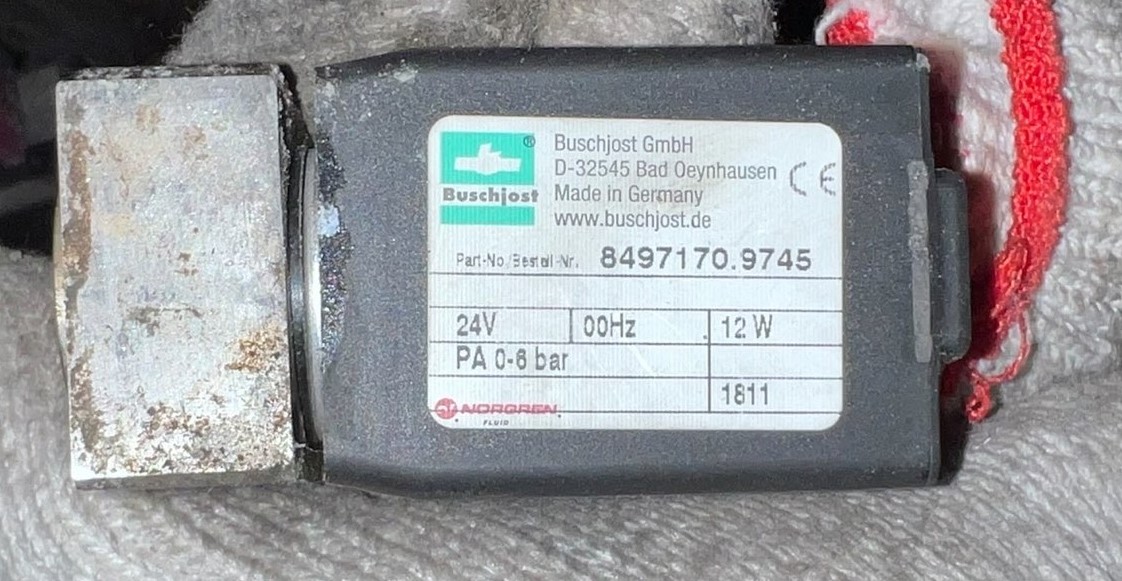 ®
Buschjost
Buschjost GmbH
D-32545 Bad Oeynhausen
Made in Germany
www.buschjost.de
CE
Part-No/Bestell-Nr. 8497170.9745
24V 00Hz 12 W
PA 0-6 bar
1811
NORGREN
FLUID